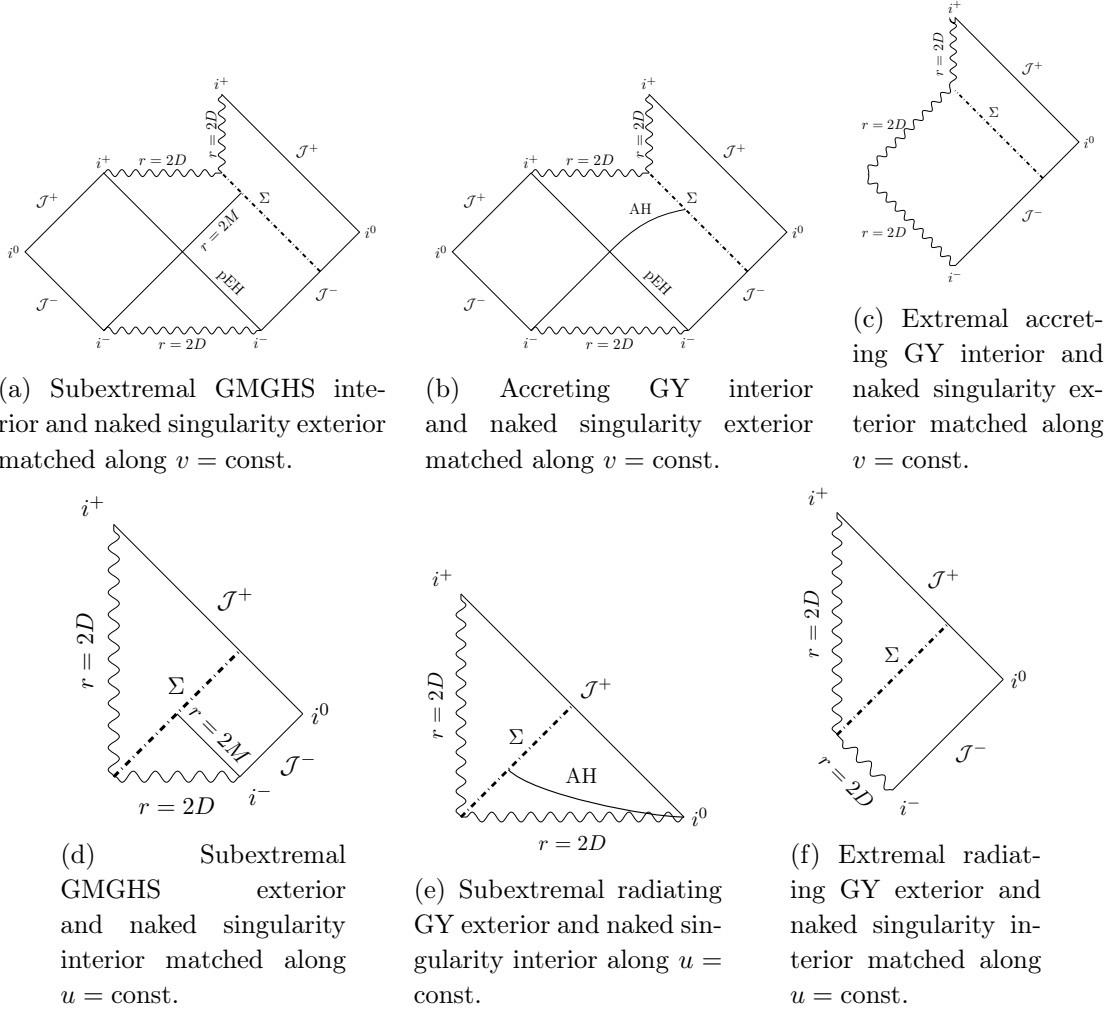 i⁺
r = 2D
𝒥⁺
i⁰
Σ
r = 2M
pEH
𝒥⁻
i⁻
i⁺
r = 2D
𝒥⁺
i⁰
𝒥⁻
i⁻
r = 2D
(a) Subextremal GMGHS inte-
rior and naked singularity exterior
matched along v = const.
i⁺
r = 2D
𝒥⁺
i⁰
Σ
AH
pEH
𝒥⁻
i⁻
i⁺
r = 2D
𝒥⁺
i⁰
𝒥⁻
i⁻
r = 2D
(b) Accreting GY interior
and naked singularity exterior
matched along v = const.
i⁺
r = 2D
𝒥⁺
Σ
r = 2D
i⁰
𝒥⁻
r = 2D
i⁻
(c) Extremal accret-
ing GY interior and
naked singularity ex-
terior matched along
v = const.
i⁺
𝒥⁺
r = 2D
Σ
r = 2M
i⁰
𝒥⁻
i⁻
r = 2D
(d) Subextremal
GMGHS exterior
and naked singularity
interior matched along
u = const.
i⁺
𝒥⁺
r = 2D
Σ
AH
i⁰
r = 2D
(e) Subextremal radiating
GY exterior and naked sin-
gularity interior along u =
const.
i⁺
𝒥⁺
r = 2D
Σ
i⁰
𝒥⁻
r = 2D
i⁻
(f) Extremal radiat-
ing GY exterior and
naked singularity in-
terior matched along
u = const.